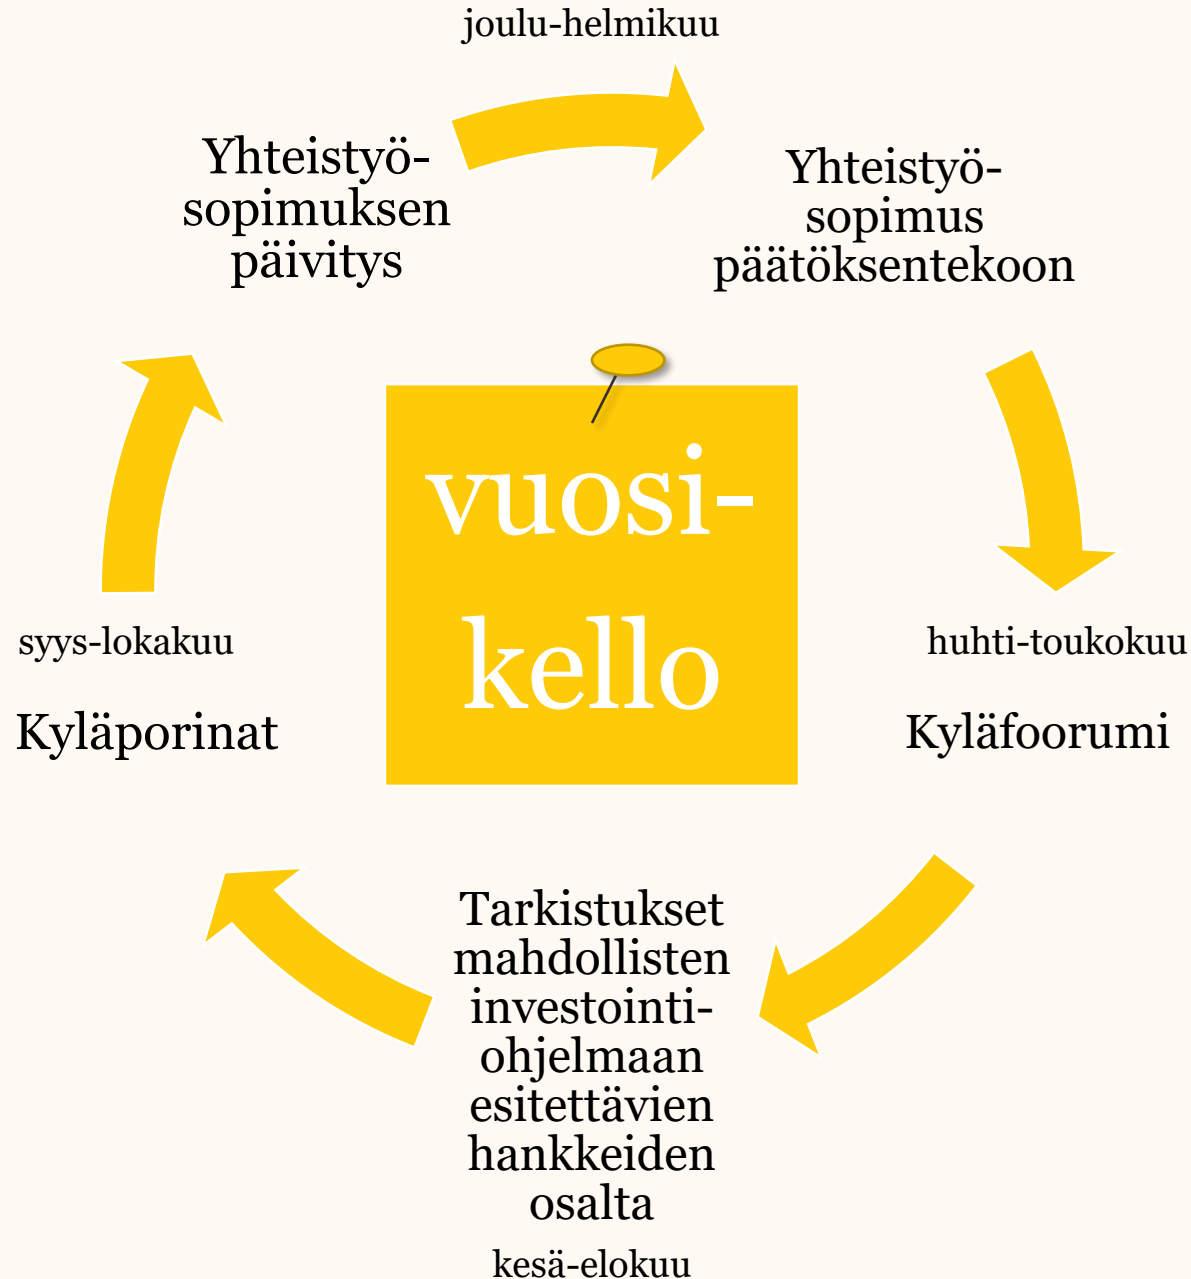 joulu-helmikuu
Yhteistyö-
sopimuksen
päivitys
Yhteistyö-
sopimus
päätöksentekoon
vuosi-
kello
syys-lokakuu
Kyläporinat
huhti-toukokuu
Kyläfoorumi
Tarkistukset
mahdollisten
investointi-
ohjelmaan
esitettävien
hankkeiden
osalta
kesä-elokuu